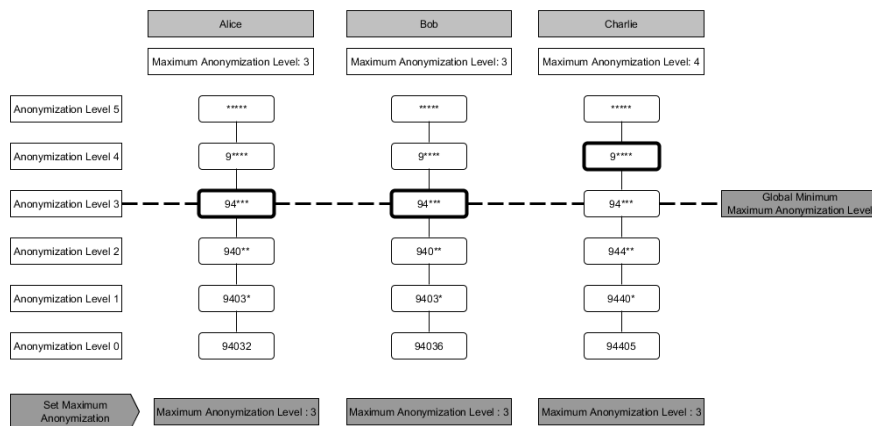 Alice
Bob
Charlie
Maximum Anonymization Level: 3
Maximum Anonymization Level: 3
Maximum Anonymization Level: 4
Anonymization Level 5
*****
*****
*****
Anonymization Level 4
9****
9****
9****
Anonymization Level 3
94***
94***
94***
Global Minimum
Maximum Anonymization Level
Anonymization Level 2
940**
940**
944**
Anonymization Level 1
9403*
9403*
9440*
Anonymization Level 0
94032
94036
94405
Set Maximum
Anonymization
Maximum Anonymization Level : 3
Maximum Anonymization Level : 3
Maximum Anonymization Level : 3